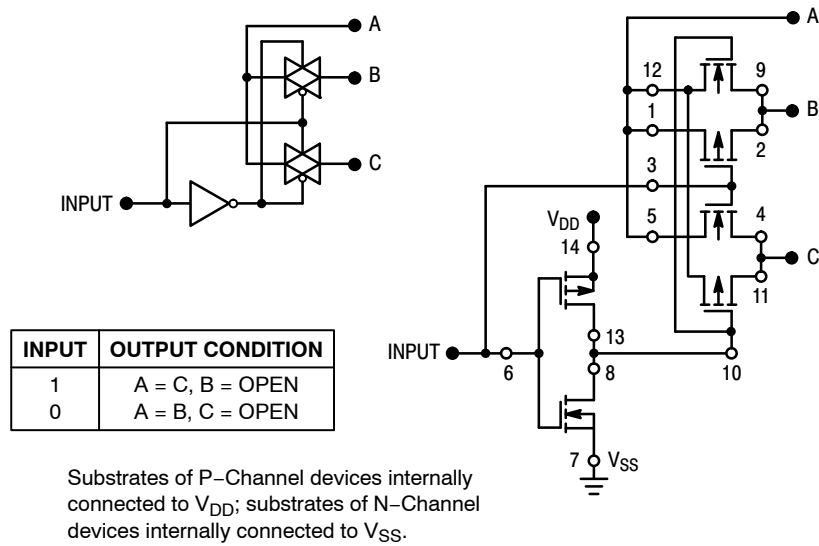 A
B
C
INPUT
A
12
9
B
1
2
3
V_DD
14
5
4
C
11
INPUT
6
13
8
10
7
V_SS
INPUT OUTPUT CONDITION
1 A = C, B = OPEN
0 A = B, C = OPEN
Substrates of P–Channel devices internally
connected to V_DD; substrates of N–Channel
devices internally connected to V_SS.